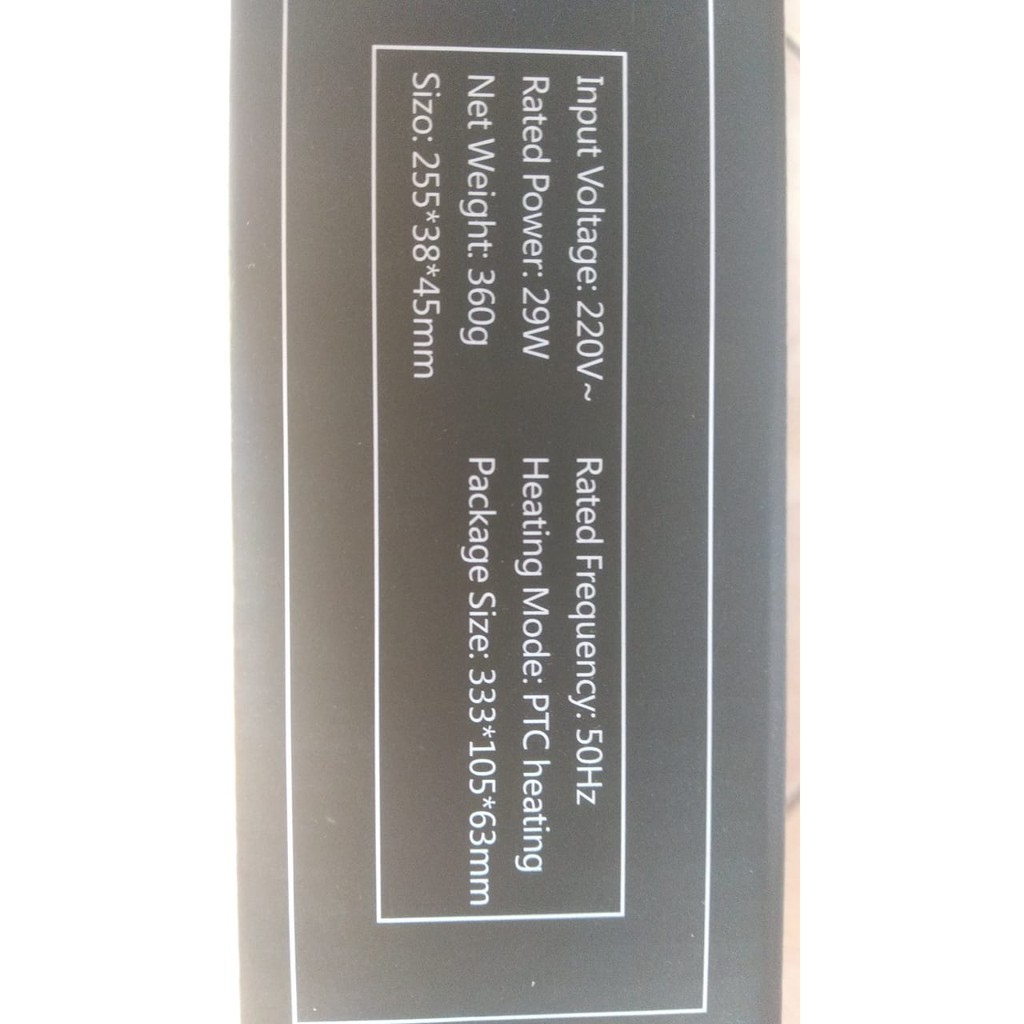 Input Voltage: 220V~ Rated Frequency: 50Hz
Rated Power: 29W Heating Mode: PTC heating
Net Weight: 360g Package Size: 333*105*63mm
Sizo: 255*38*45mm